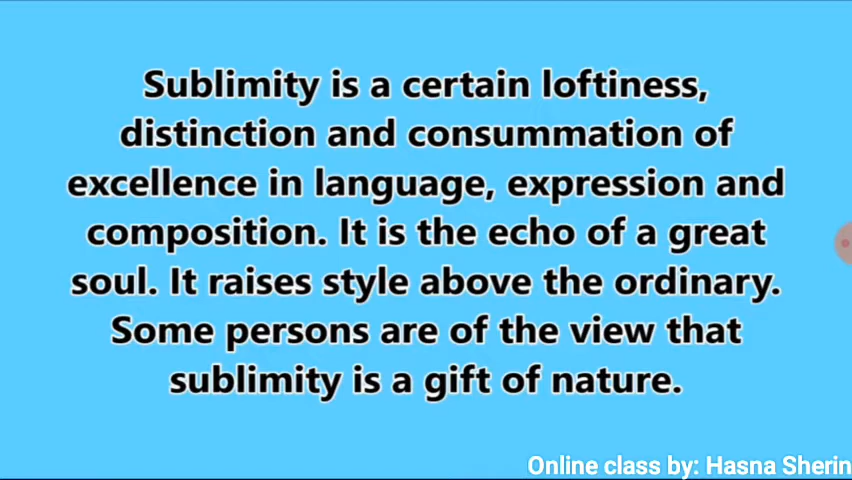 Sublimity is a certain loftiness,
distinction and consummation of
excellence in language, expression and
composition. It is the echo of a great
soul. It raises style above the ordinary.
Some persons are of the view that
sublimity is a gift of nature.
Online class by: Hasna Sherin